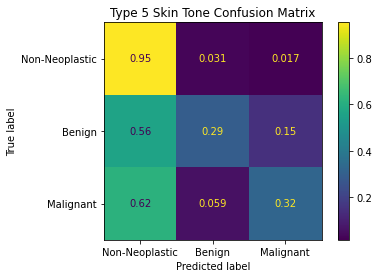 Type 5 Skin Tone Confusion Matrix
True label
Non-Neoplastic 0.95 0.031 0.017
Benign 0.56 0.29 0.15
Malignant 0.62 0.059 0.32
Non-Neoplastic Benign Malignant
Predicted label
0.8
0.6
0.4
0.2